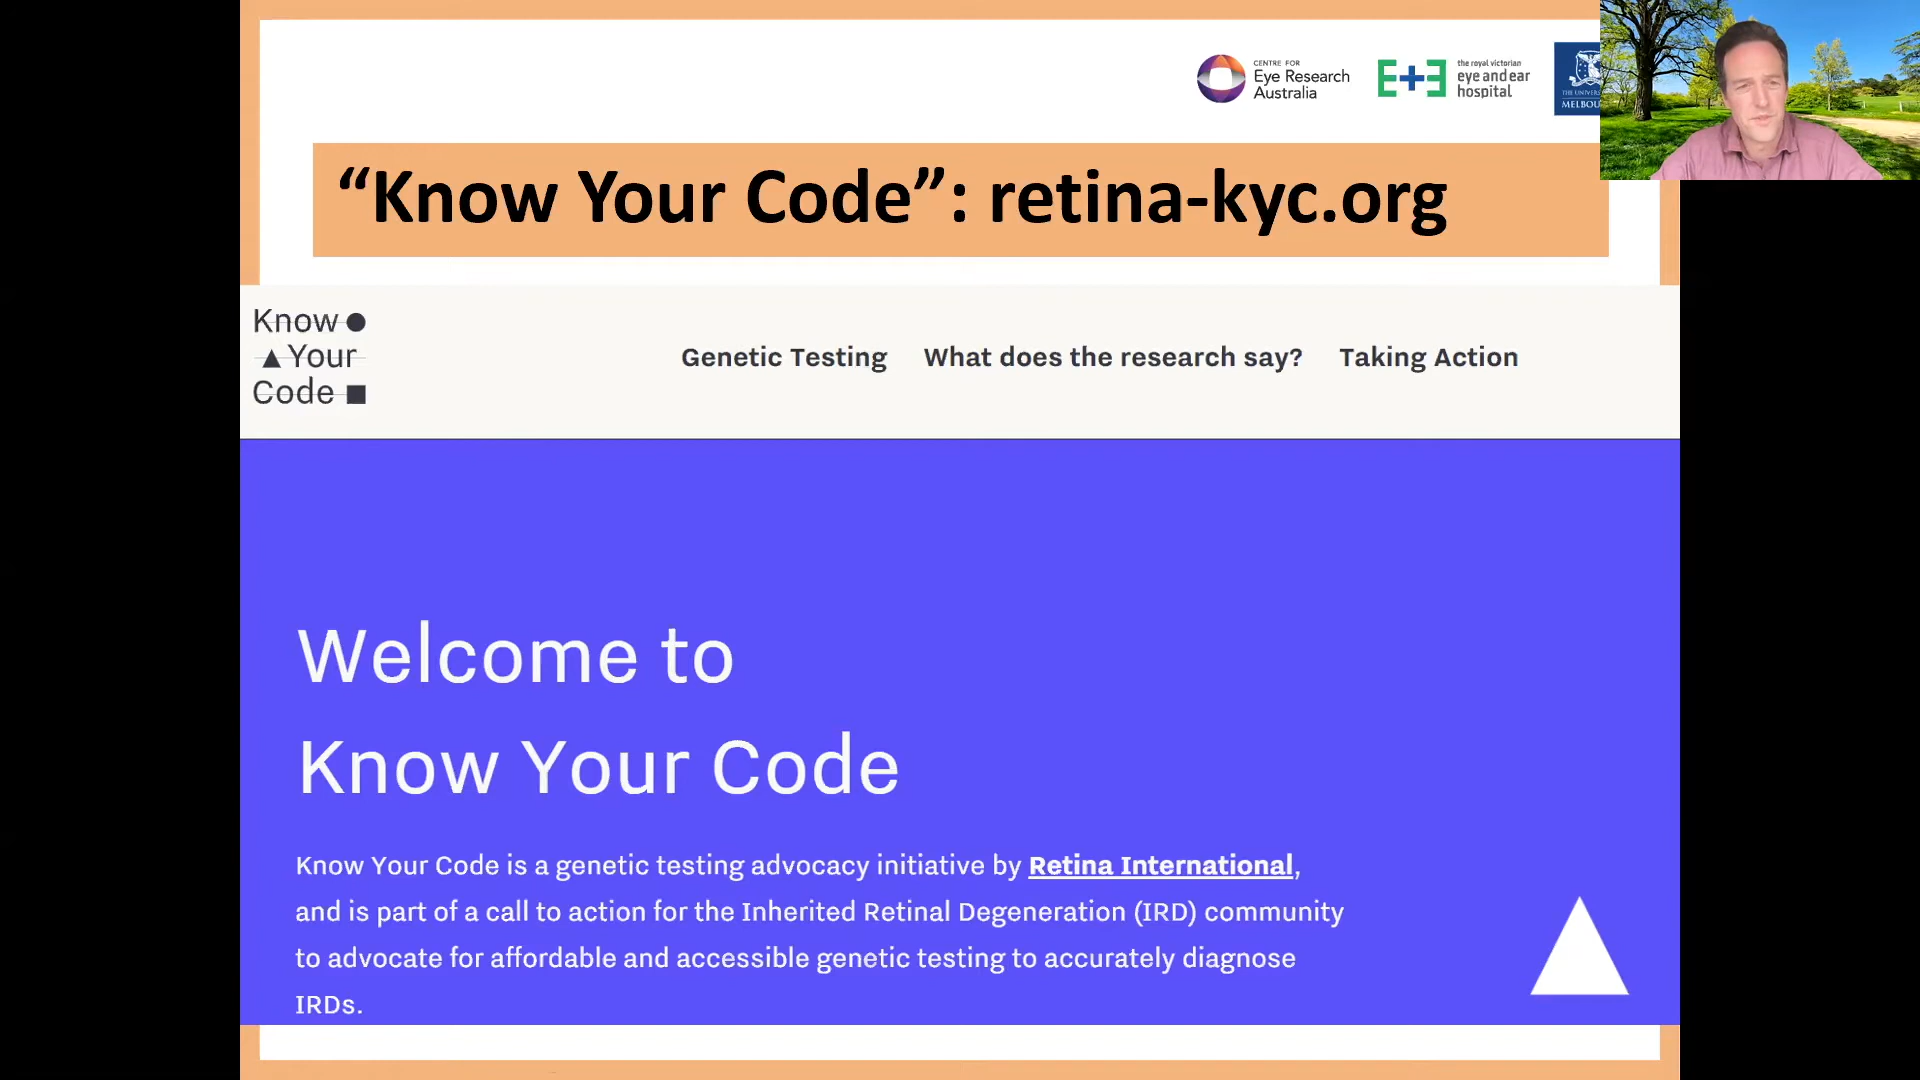 CENTRE FOR
Eye Research
Australia
E+E
the royal victorian
eye and ear
hospital
“Know Your Code”: retina-kyc.org
Know
Your
Code
Genetic Testing
What does the research say?
Taking Action
Welcome to
Know Your Code
Know Your Code is a genetic testing advocacy initiative by Retina International,
and is part of a call to action for the Inherited Retinal Degeneration (IRD) community
to advocate for affordable and accessible genetic testing to accurately diagnose
IRDs.